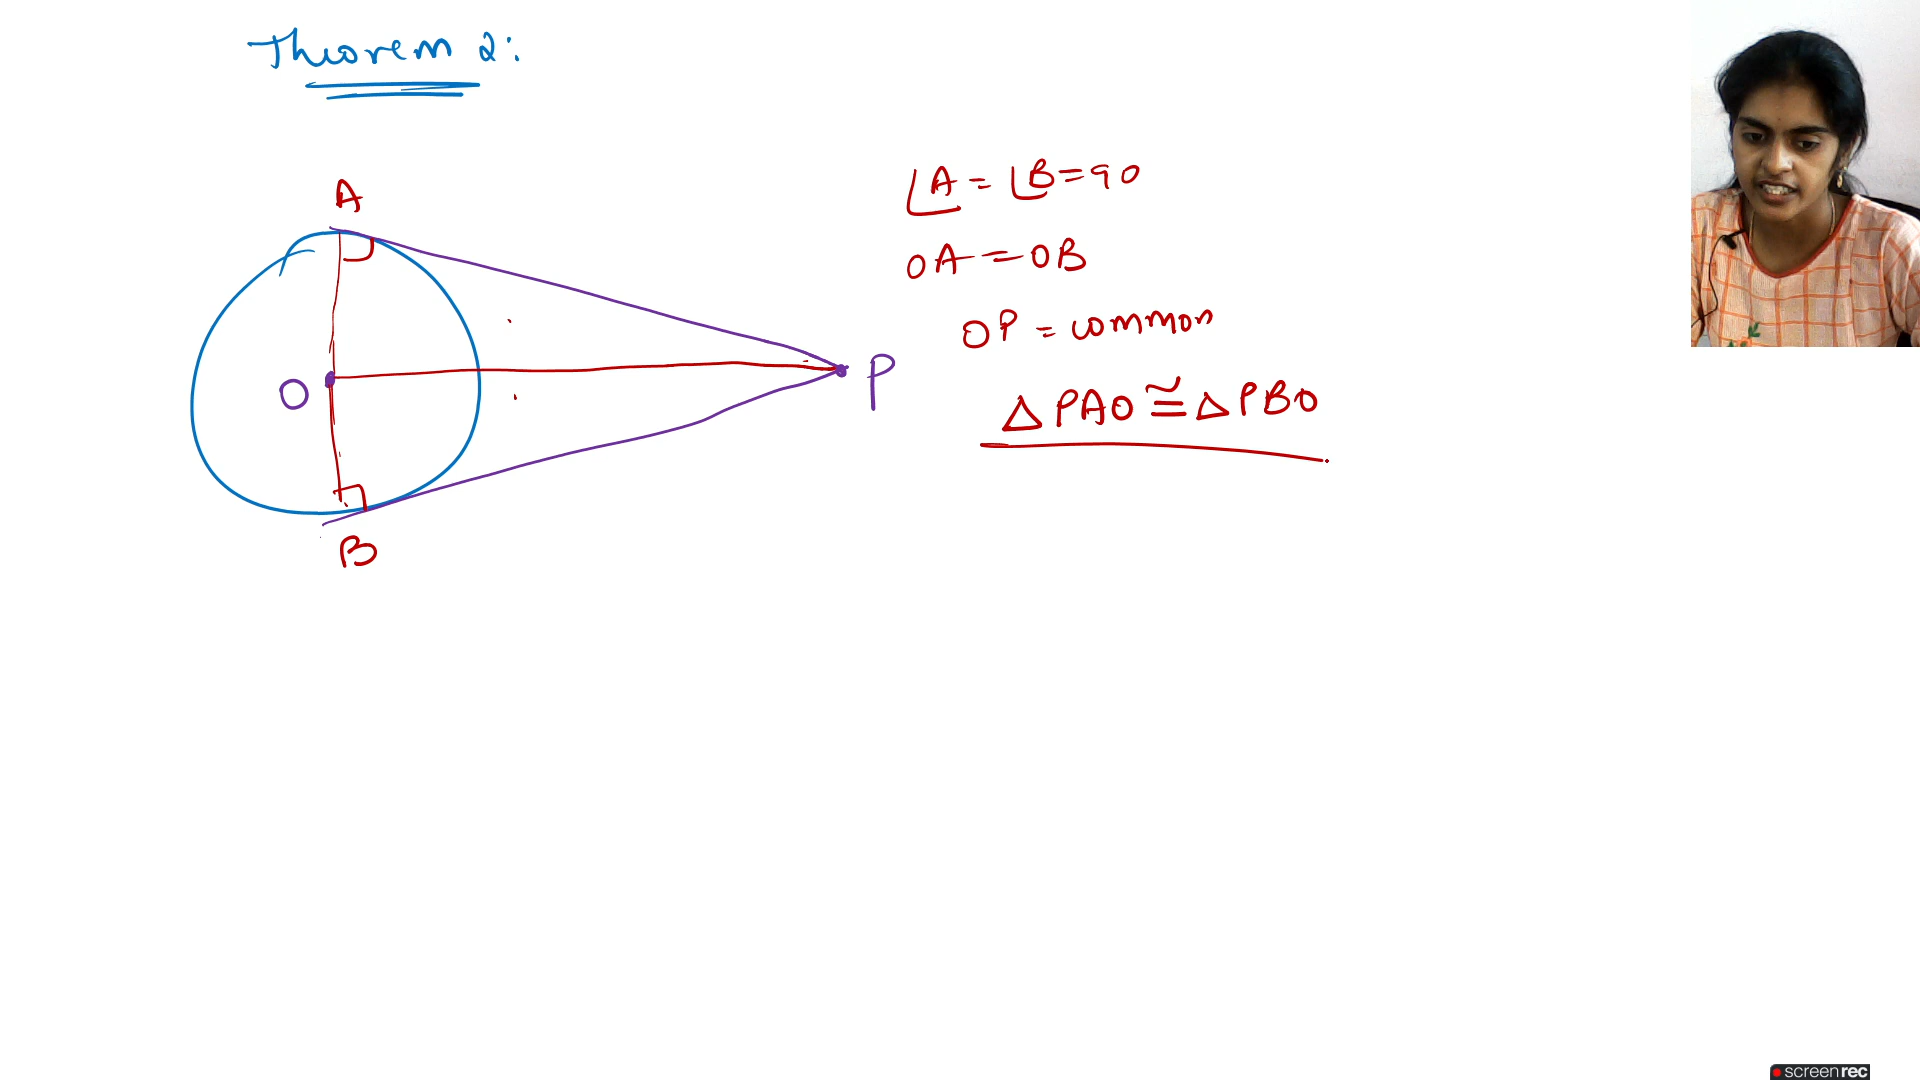 Theorem 2:
A
O
P
B
∠A = ∠B = 90
OA = OB
OP = common
△ PAO ≅ △ PBO
screenrec